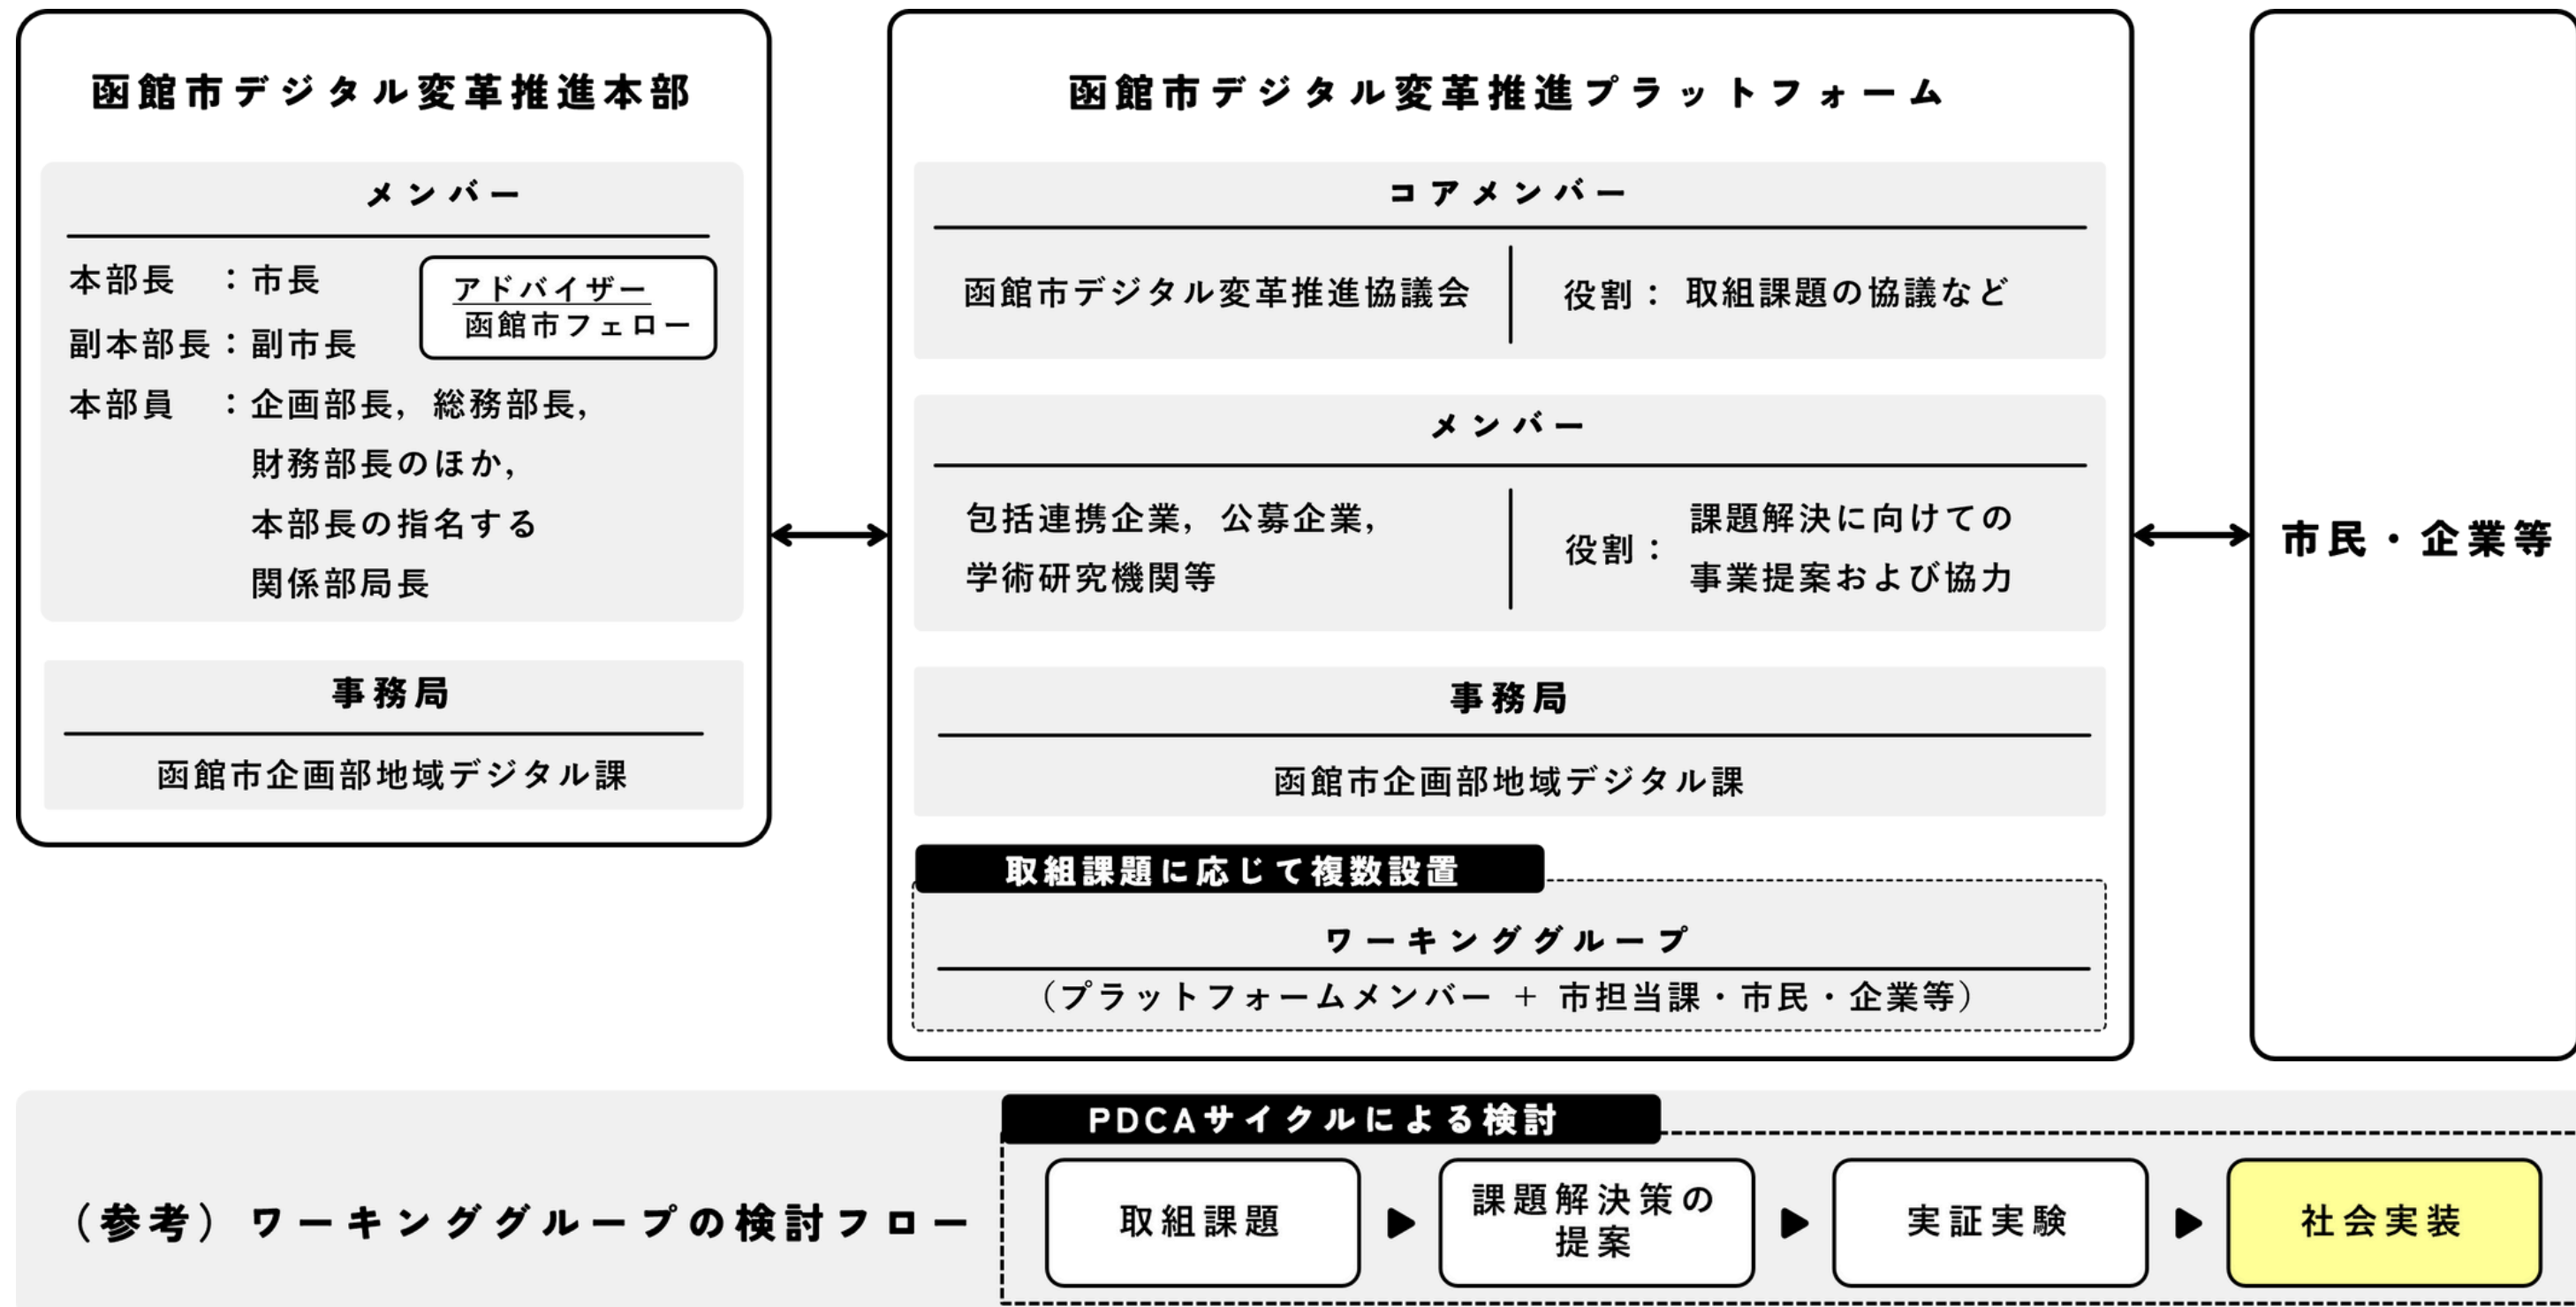 函館市デジタル変革推進本部
メンバー
本部長　：市長
アドバイザー
函館市フェロー
副本部長：副市長
本部員　：企画部長，総務部長，
財務部長のほか，
本部長の指名する
関係部局長
事務局
函館市企画部地域デジタル課
函館市デジタル変革推進プラットフォーム
コアメンバー
函館市デジタル変革推進協議会
役割：取組課題の協議など
メンバー
包括連携企業，公募企業，
学術研究機関等
役割：
課題解決に向けての
事業提案および協力
事務局
函館市企画部地域デジタル課
取組課題に応じて複数設置
ワーキンググループ
（プラットフォームメンバー ＋ 市担当課・市民・企業等）
市民・企業等
（参考）ワーキンググループの検討フロー
PDCAサイクルによる検討
取組課題
課題解決策の
提案
実証実験
社会実装